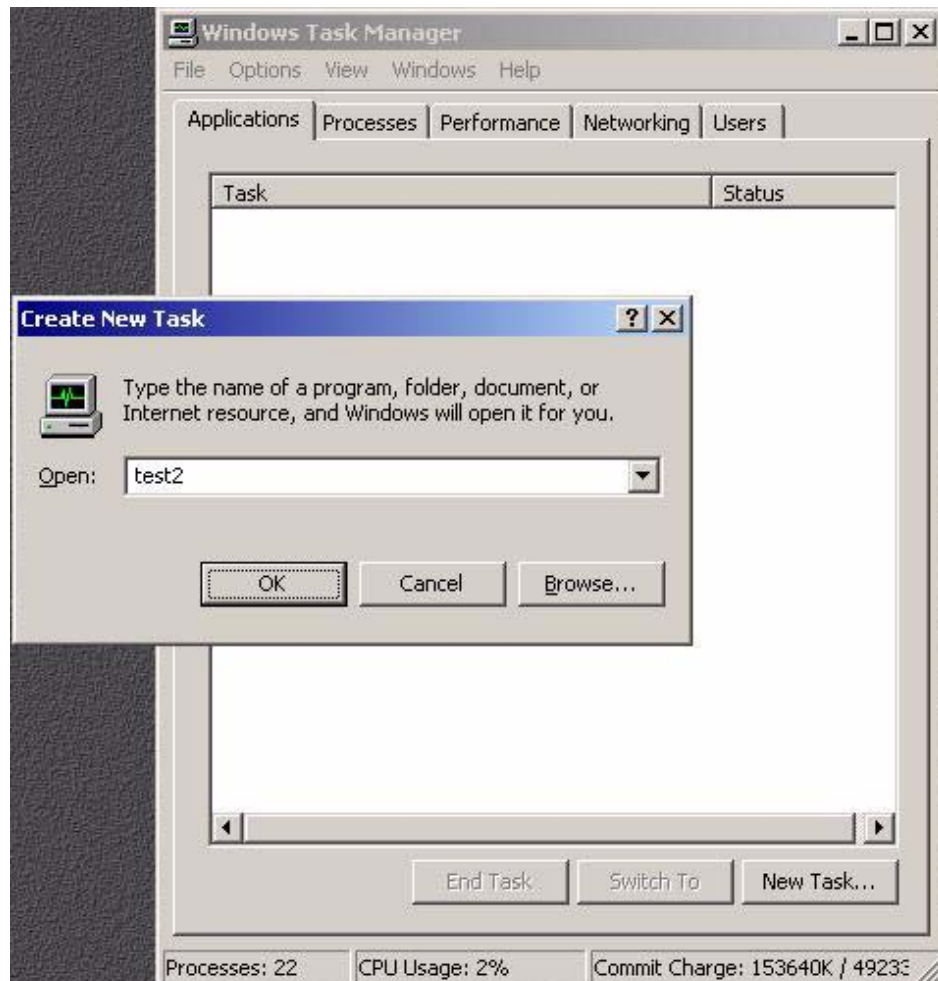 Windows Task Manager
File Options View Windows Help
Applications Processes Performance Networking Users
Task Status
Create New Task
Type the name of a program, folder, document, or
Internet resource, and Windows will open it for you.
Open: test2
OK Cancel Browse...
End Task Switch To New Task...
Processes: 22 CPU Usage: 2% Commit Charge: 153640K /